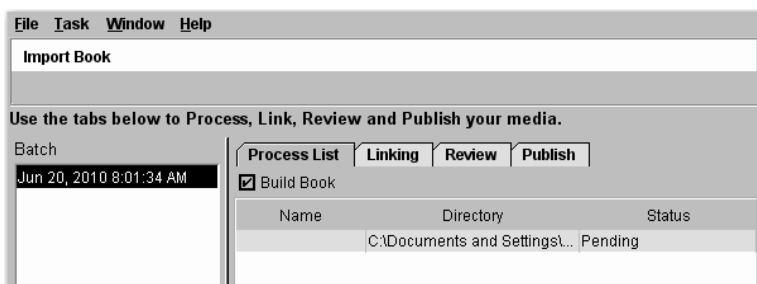 File Task Window Help
Import Book
Use the tabs below to Process, Link, Review and Publish your media.
Batch
Jun 20, 2010 8:01:34 AM
Process List Linking Review Publish
Build Book
Name Directory Status
C:\Documents and Settings\... Pending